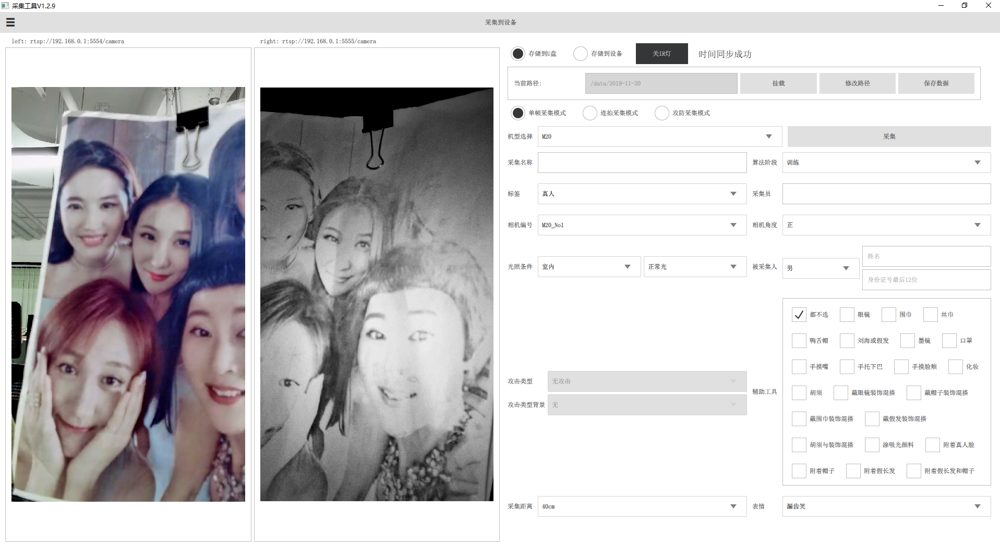 采集工具V1.2.9
采集到设备
left: rtsp://192.168.0.1:5554/camera
right: rtsp://192.168.0.1:5555/camera
存储到U盘 存储到设备 关IR灯 时间同步成功
当前路径: /data/2019-11-30 挂载 修改路径 保存数据
单帧采集模式 连拍采集模式 攻防采集模式
机型选择 M20 采集
采集名称 算法阶段 训练
标签 真人 采集员
相机编号 M20_No1 相机角度 正
光照条件 室内 正常光 被采集人 男 姓名
身份证号最后12位
都不选 眼镜 围巾 丝巾
鸭舌帽 刘海或假发 墨镜 口罩
手摸嘴 手托下巴 手摸脸颊 化妆
攻击类型 无攻击
辅助工具
胡须 戴眼镜装饰混搭 戴帽子装饰混搭
攻击类型背景 无
戴围巾装饰混搭 戴假发装饰混搭
胡须与装饰混搭 涂吸光颜料 附着真人脸
附着帽子 附着假长发 附着假长发和帽子
采集距离 40cm 表情 漏齿笑